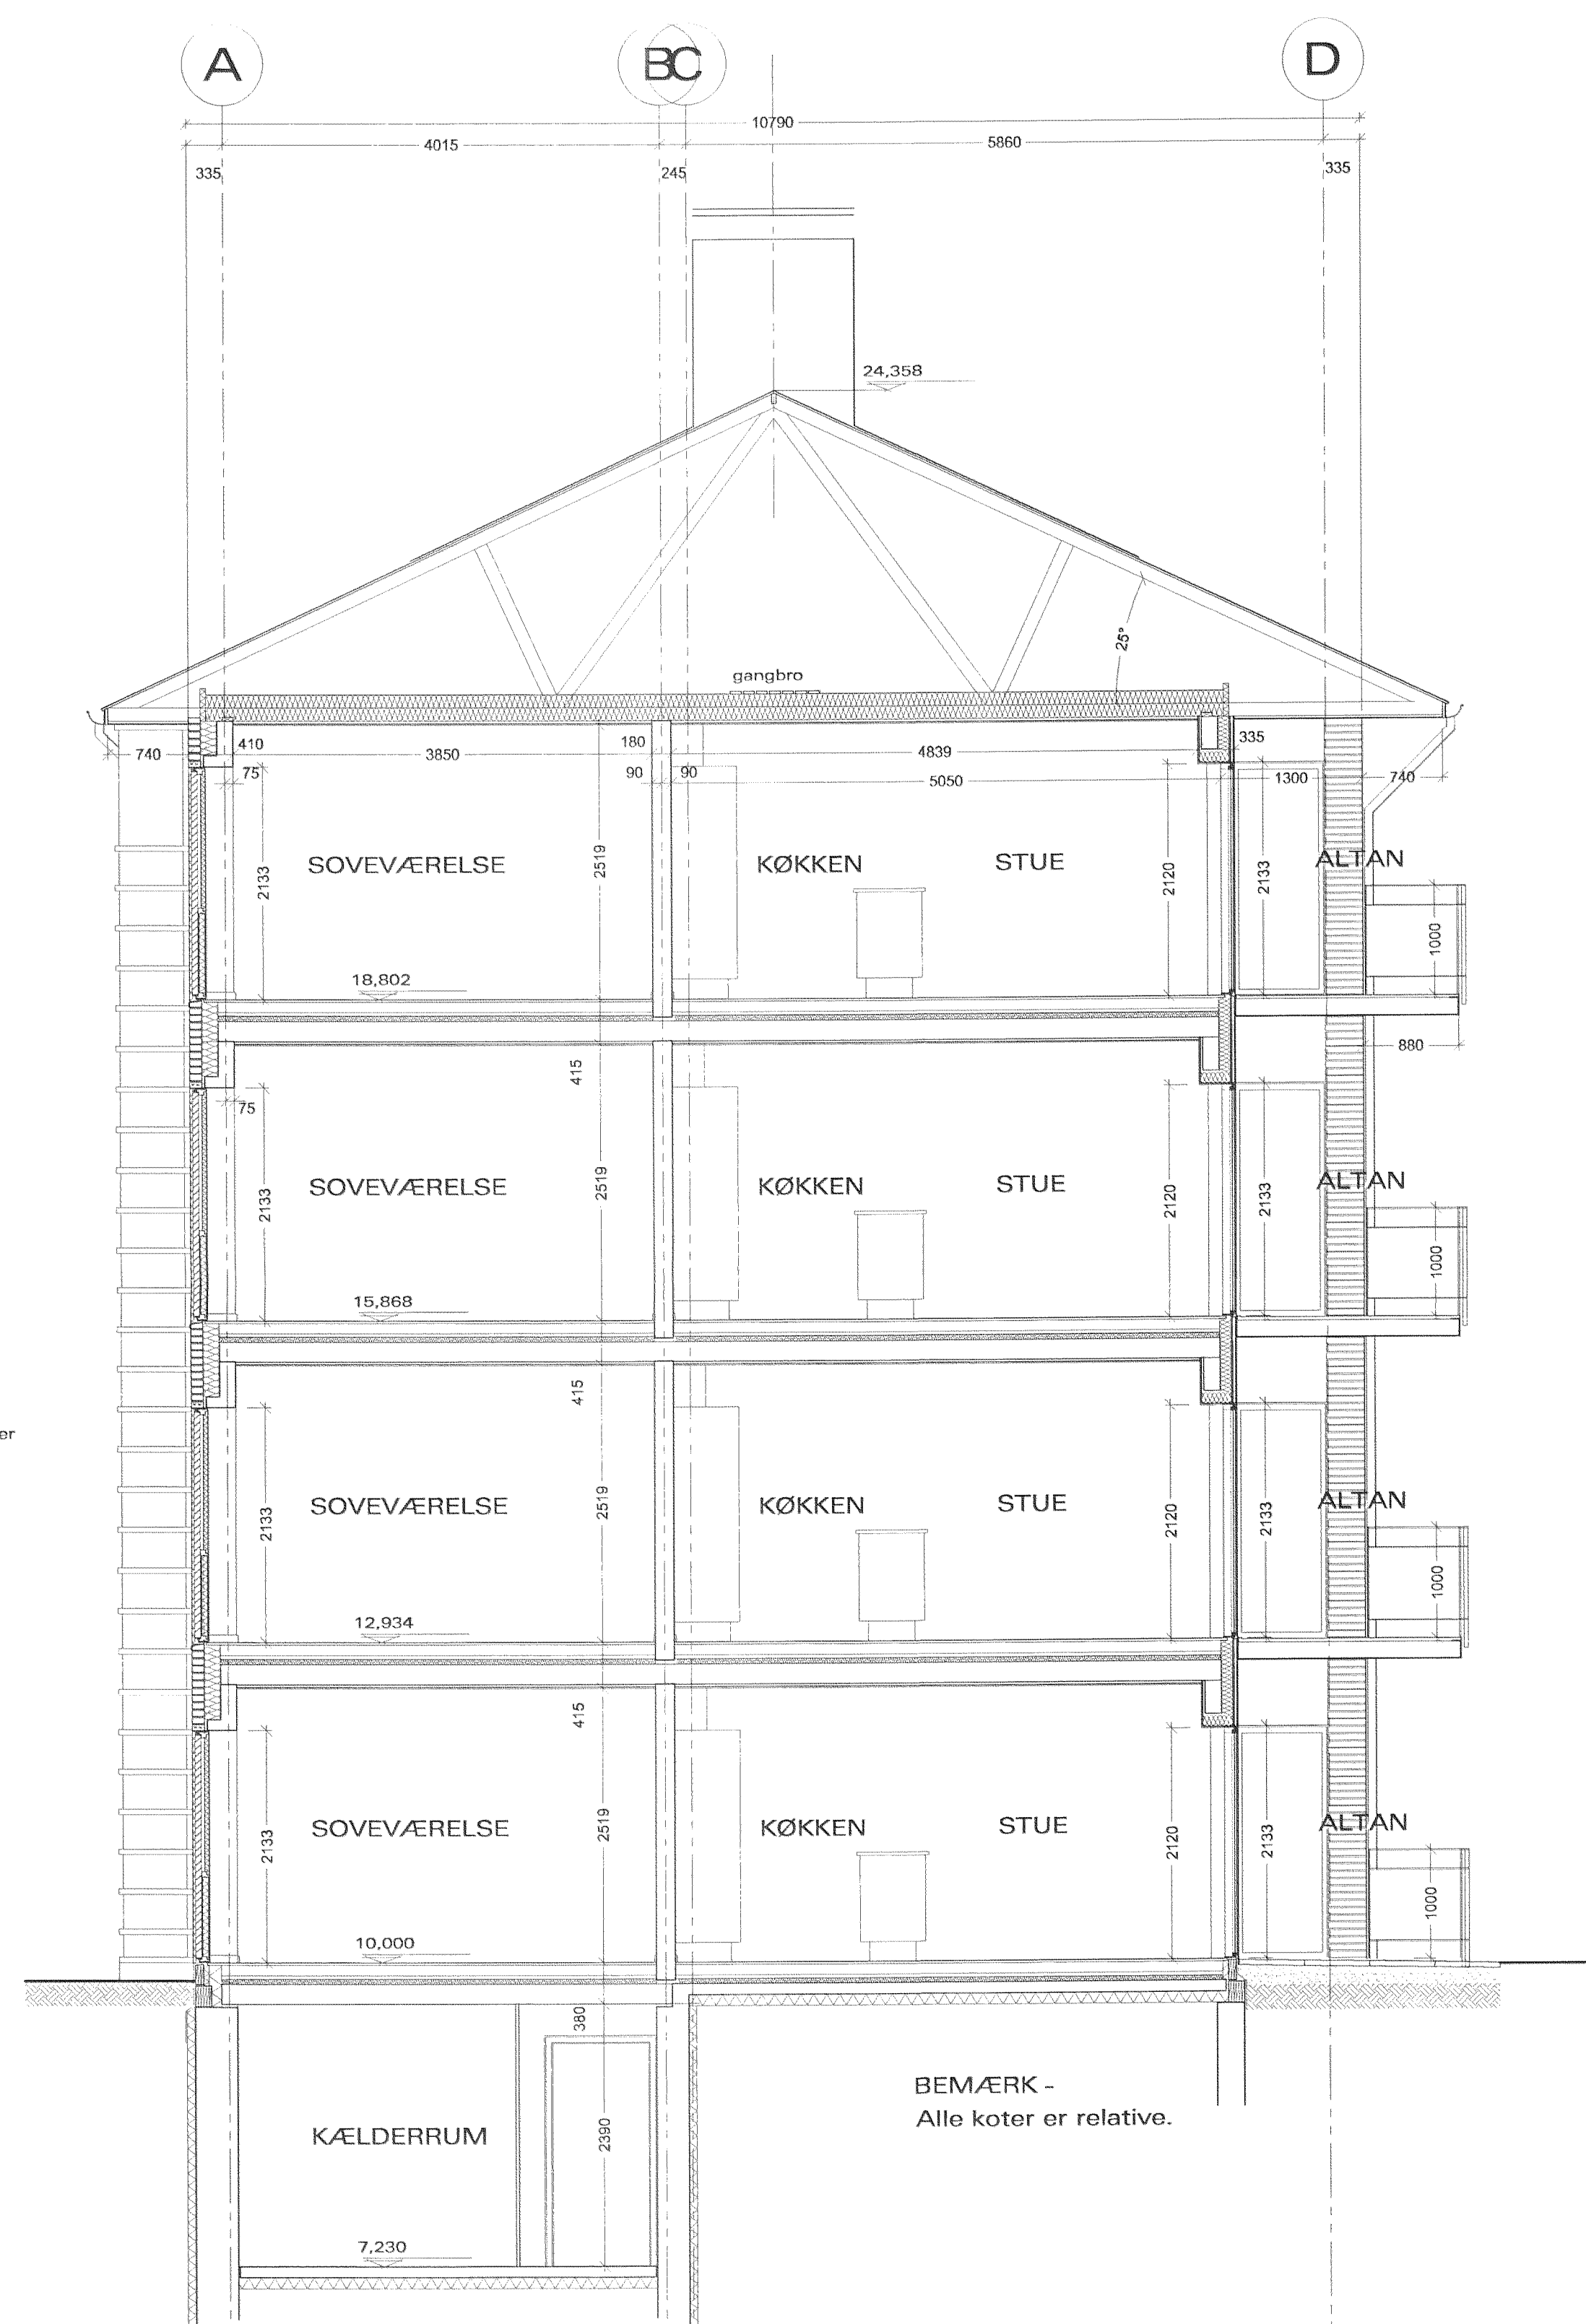 A
BC
D
10790
4015
5860
335
245
335
24,358
25°
gangbro
740
410
3850
180
4839
335
75
90
90
5050
1300
740
SOVEVÆRELSE
2133
2519
KØKKEN
STUE
2120
2133
ALTAN
1000
18,802
880
415
75
SOVEVÆRELSE
2133
2519
KØKKEN
STUE
2120
2133
ALTAN
1000
15,868
415
er
SOVEVÆRELSE
2133
2519
KØKKEN
STUE
2120
2133
ALTAN
1000
12,934
415
SOVEVÆRELSE
2133
2519
KØKKEN
STUE
2120
2133
ALTAN
1000
10,000
380
KÆLDERRUM
2390
7,230
BEMÆRK -
Alle koter er relative.